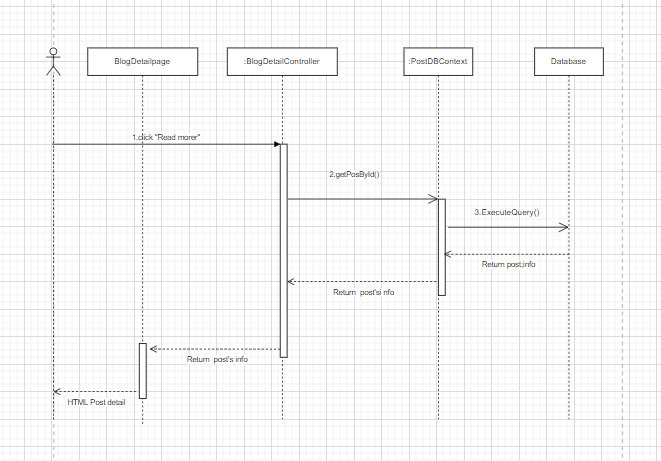 BlogDetailpage
:BlogDetailController
:PostDBContext
Database
1.click "Read morer"
2.getPosById()
3.ExecuteQuery()
Return post;info
Return post'si nfo
Return post's info
HTML Post detail